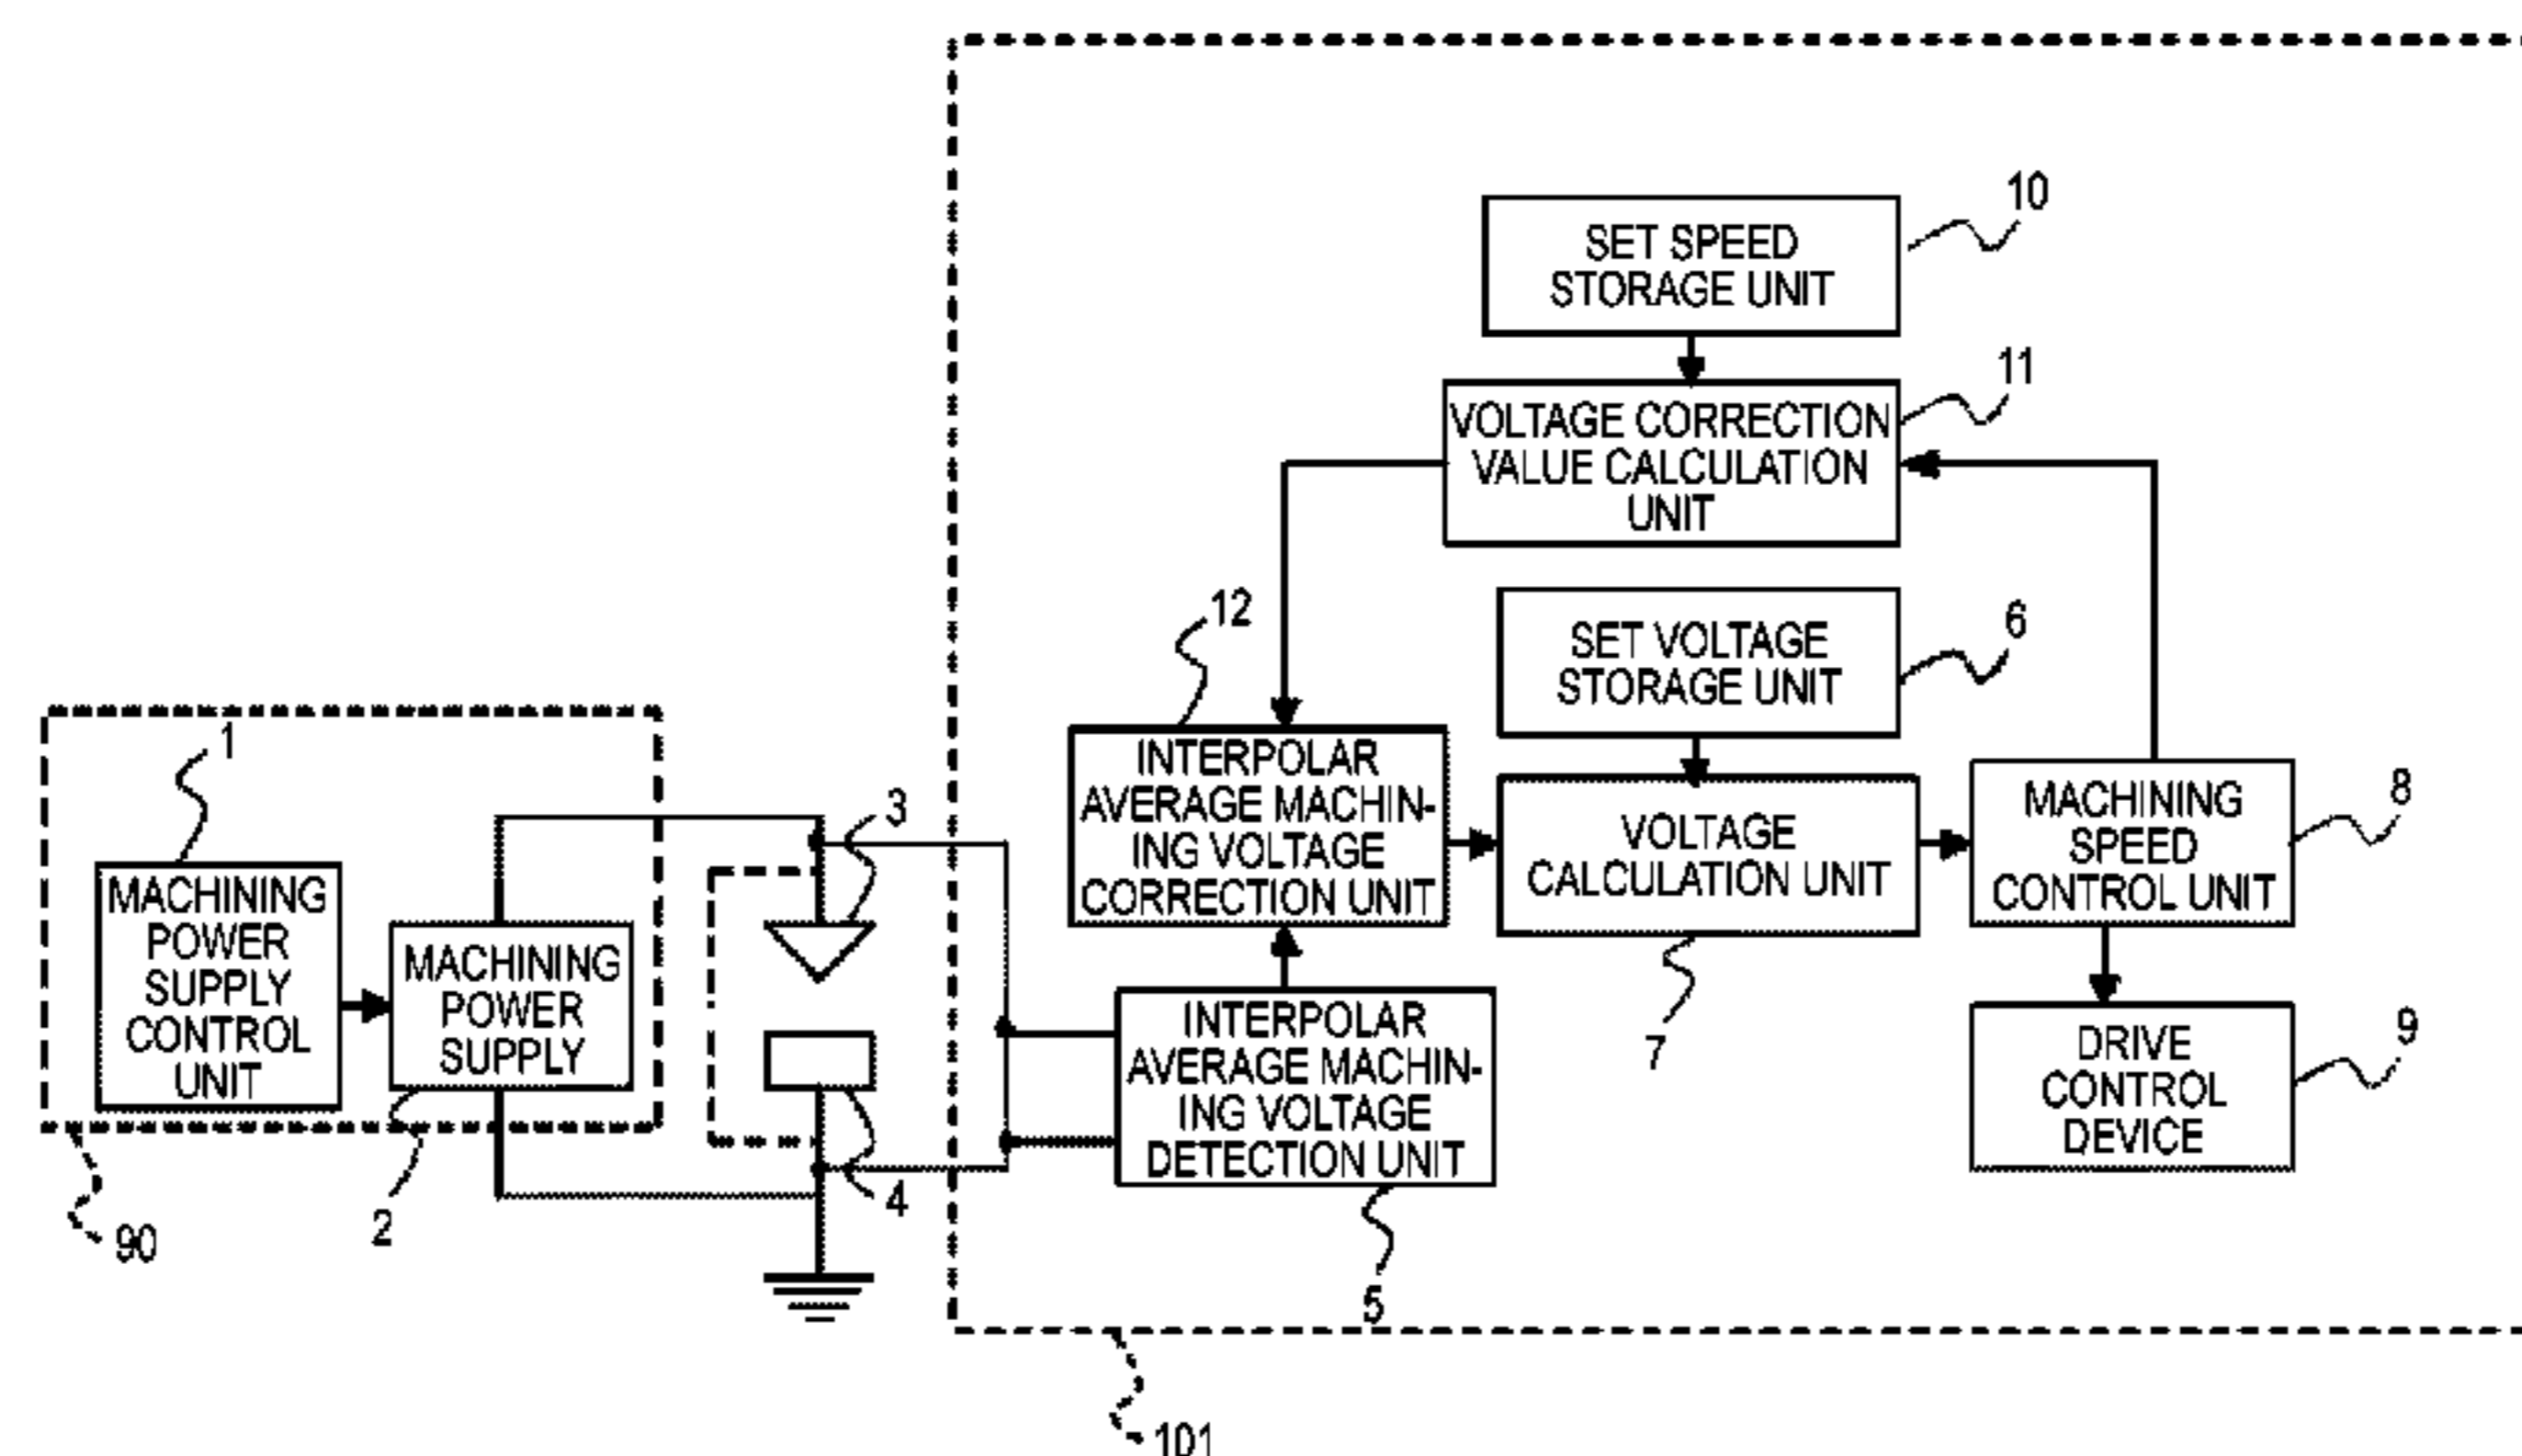 10
SET SPEED
STORAGE UNIT
11
VOLTAGE CORRECTION
VALUE CALCULATION
UNIT
12
6
SET VOLTAGE
STORAGE UNIT
1
INTERPOLAR
AVERAGE MACHIN-
ING VOLTAGE
CORRECTION UNIT
VOLTAGE
CALCULATION UNIT
MACHINING
SPEED
CONTROL UNIT
8
3
MACHINING
POWER
SUPPLY
CONTROL
UNIT
MACHINING
POWER
SUPPLY
INTERPOLAR
AVERAGE MACHIN-
ING VOLTAGE
DETECTION UNIT
7
DRIVE
CONTROL
DEVICE
9
90
2
4
5
101